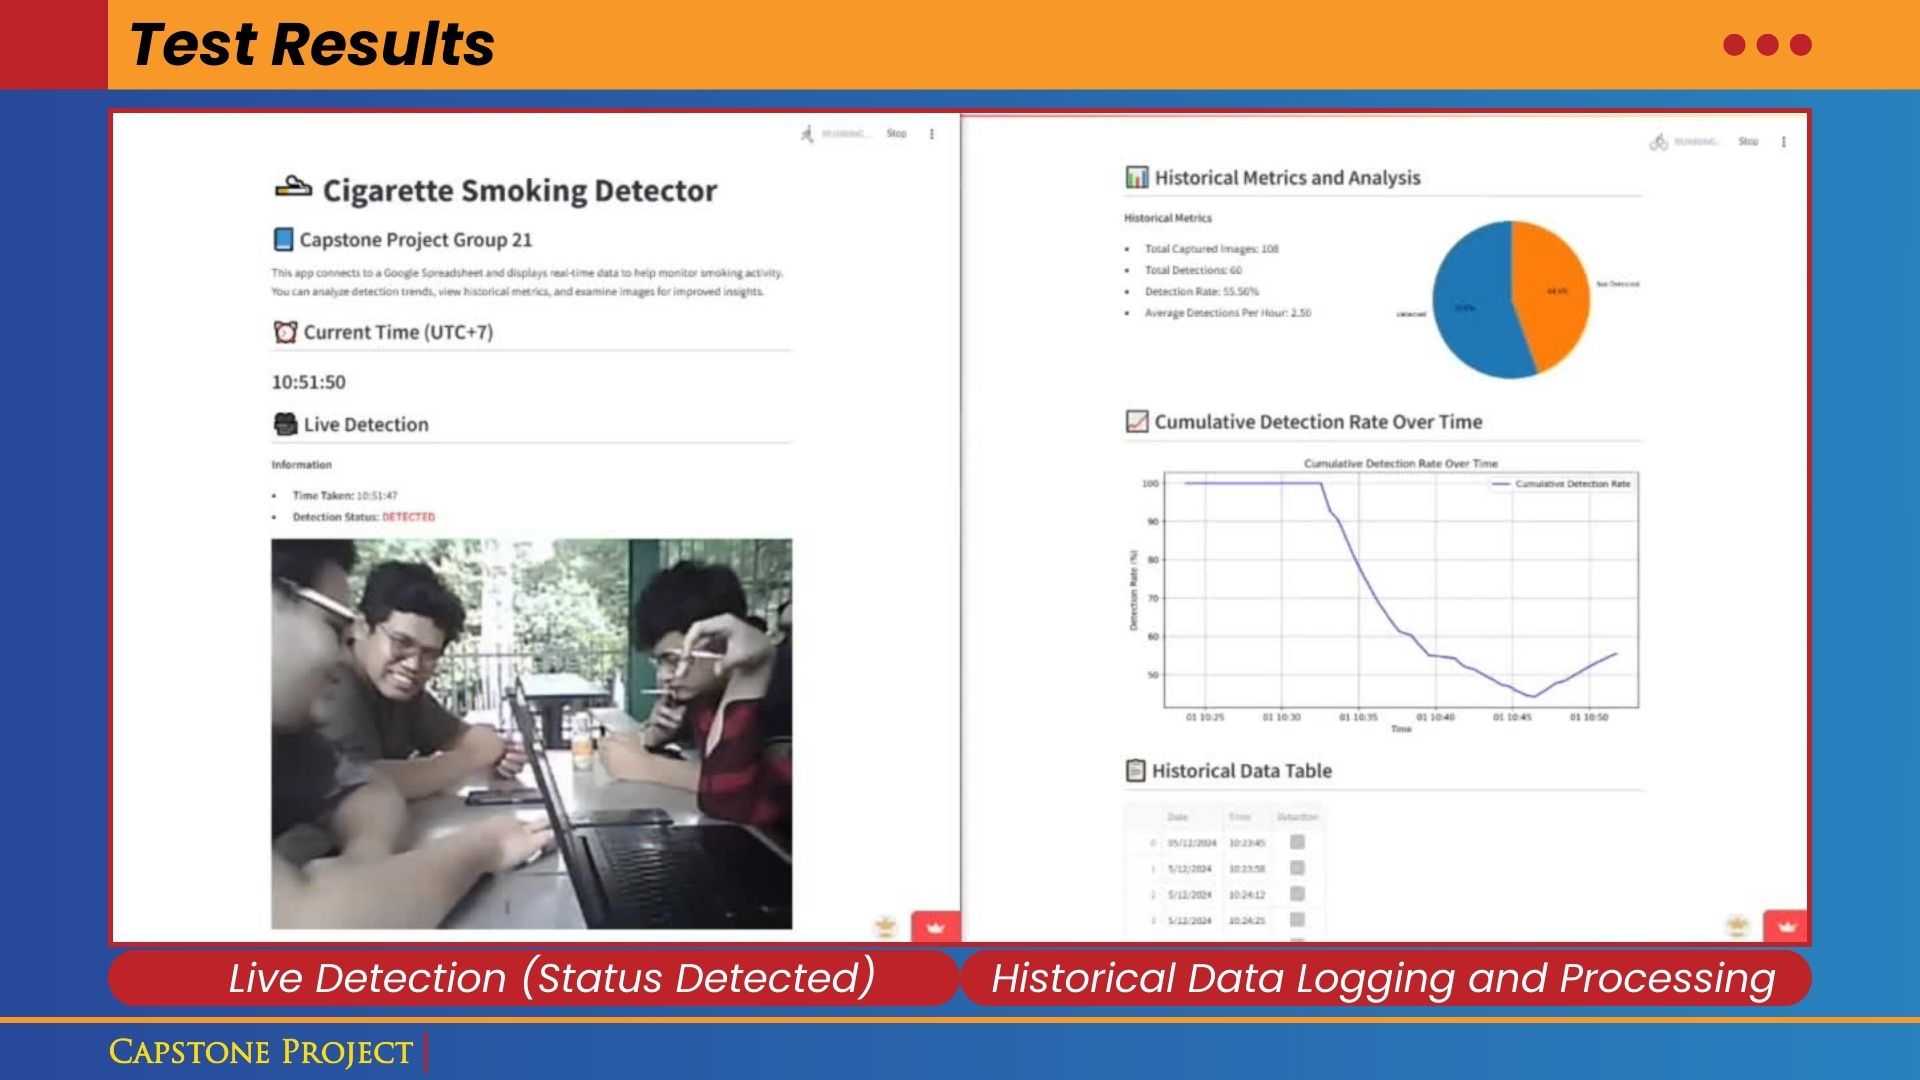 Test Results
Stop
Cigarette Smoking Detector
Capstone Project Group 21
This app connects to a Google Spreadsheet and displays real-time data to help monitor smoking activity.
You can analyze detection trends, view historical metrics, and examine images for improved insights.
Current Time (UTC+7)
10:51:50
Live Detection
Information
Time Taken: 10:51:47
Detection Status: DETECTED
Live Detection (Status Detected)
Stop
Historical Metrics and Analysis
Historical Metrics
Total Captured Images: 108
Total Detections: 60
Detection Rate: 55.56%
Average Detections Per Hour: 2.50
Not Detected
Detected
44.4%
Cumulative Detection Rate Over Time
Cumulative Detection Rate Over Time
Cumulative Detection Rate
Detection Rate (%)
100
90
80
70
60
50
01 10:25 01 10:30 01 10:35 01 10:40 01 10:45 01 10:50
Time
Historical Data Table
Date Time Detection
0 05/12/2024 10:23:45
1 5/12/2024 10:23:58
2 5/12/2024 10:24:12
3 5/12/2024 10:24:25
Historical Data Logging and Processing
Capstone Project